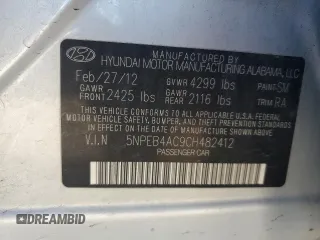 MANUFACTURED BY
HYUNDAI MOTOR MANUFACTURING ALABAMA, LLC
Feb/27/12 GVWR 4299 lbs PAINT SM
GAWR FRONT 2425 lbs GAWR REAR 2116 lbs TRIM RA
THIS VEHICLE CONFORMS TO ALL APPLICABLE U.S. FEDERAL
MOTOR VEHICLE SAFETY, BUMPER, AND THEFT PREVENTION
STANDARDS IN EFFECT ON THE DATE OF MANUFACTURE SHOWN ABOVE.
V.I.N 5NPEB4AC9CH482412
PASSENGER CAR
© BIDFAX